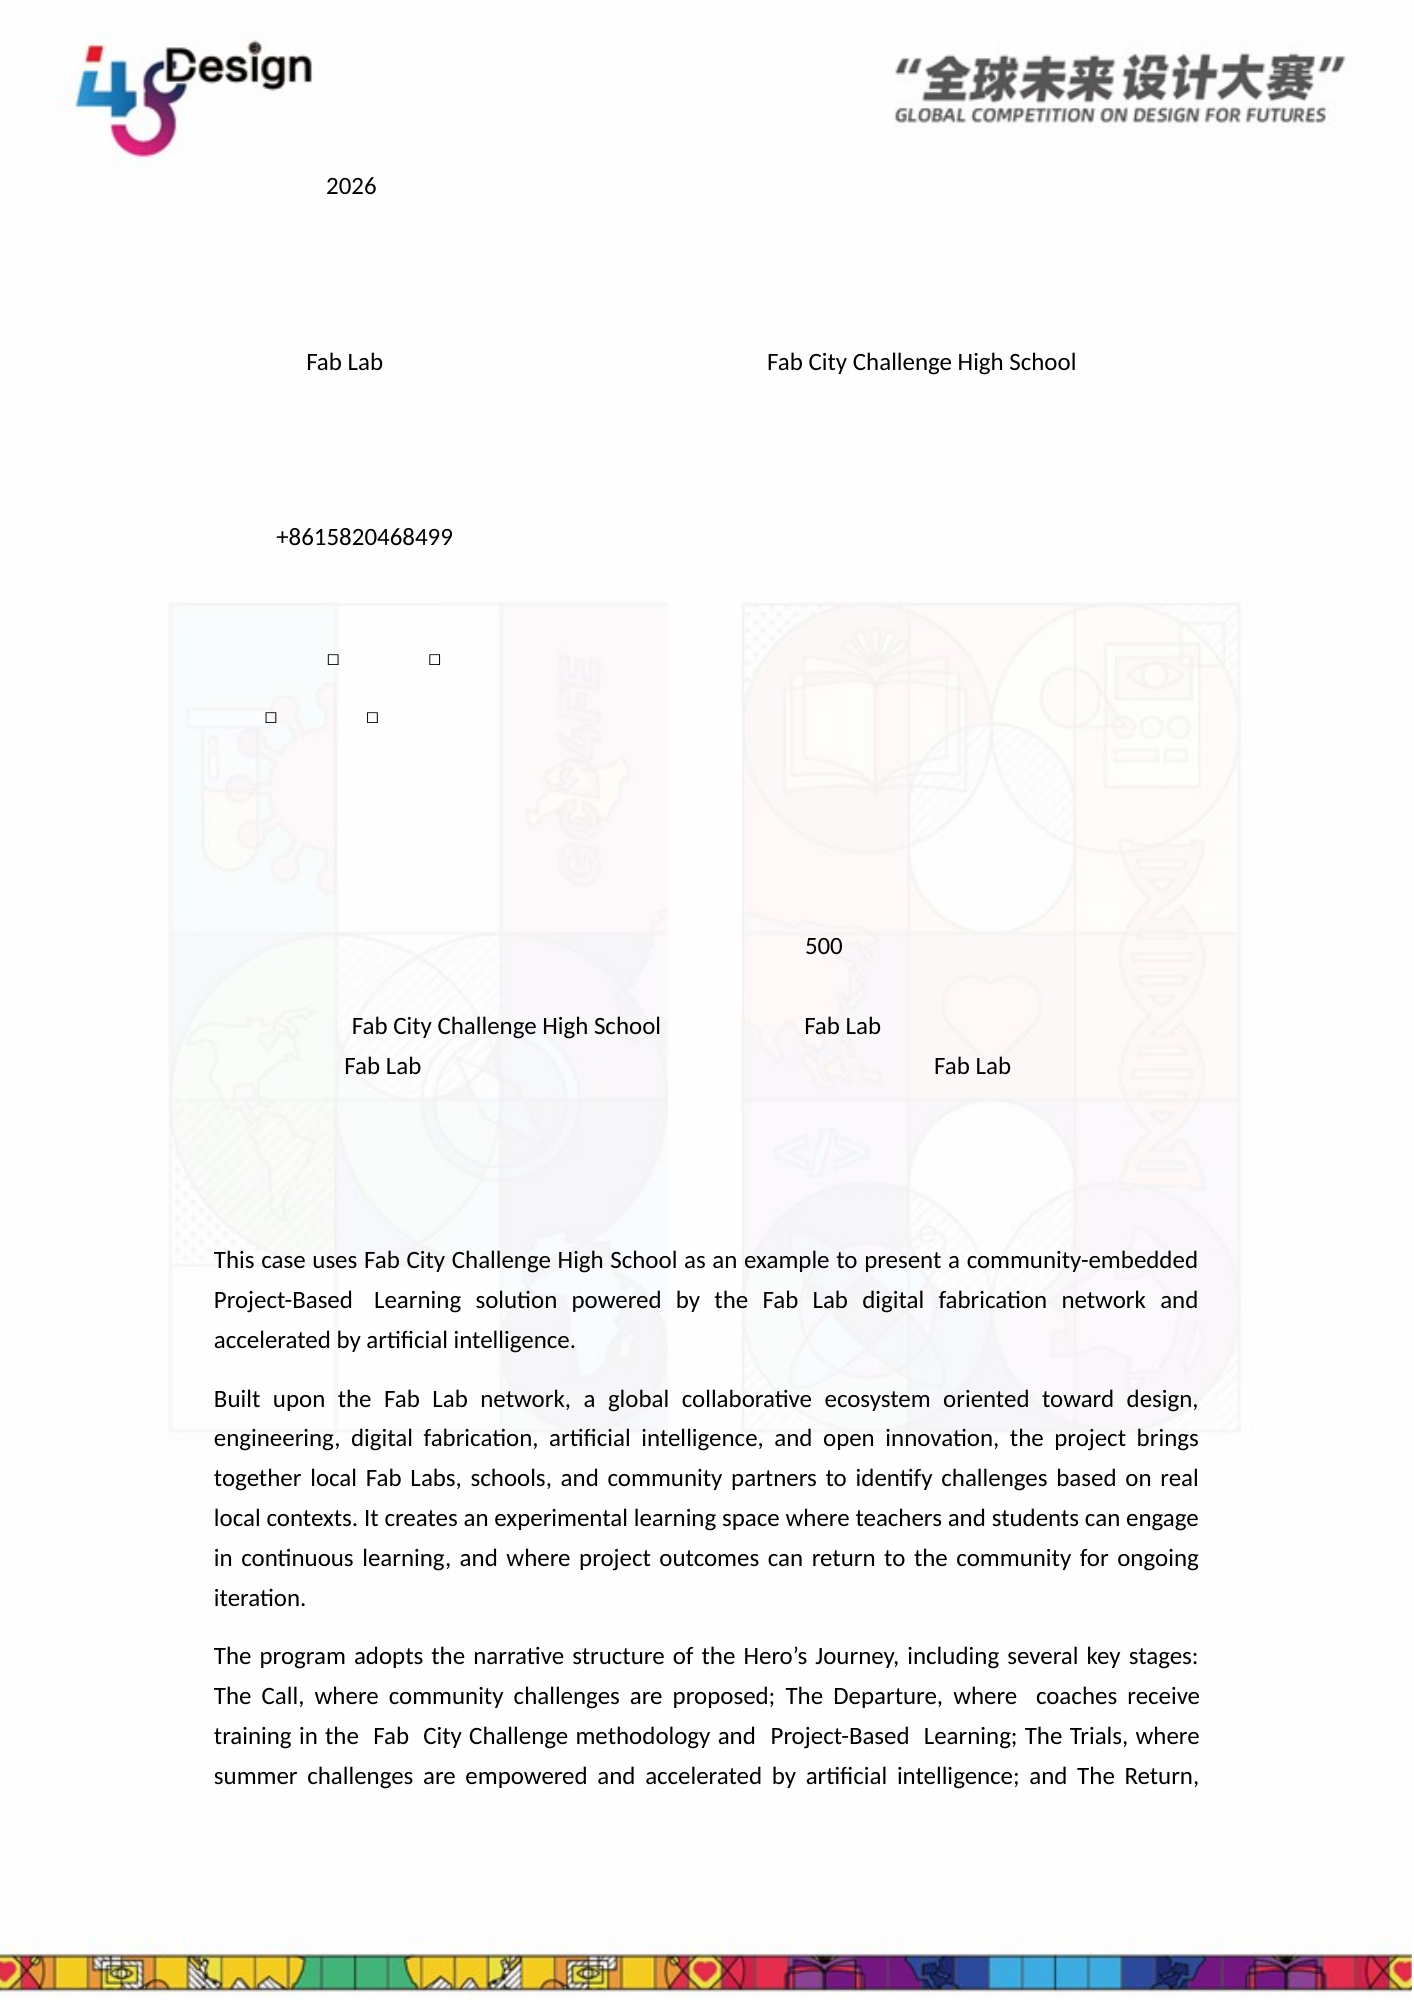 i4gDesign
“全球未来设计大赛”
GLOBAL COMPETITION ON DESIGN FOR FUTURES
2026
Fab Lab Fab City Challenge High School
+8615820468499
□ □
□ □
500
Fab City Challenge High School Fab Lab
Fab Lab Fab Lab
</>
This case uses Fab City Challenge High School as an example to present a community-embedded
Project-Based Learning solution powered by the Fab Lab digital fabrication network and
accelerated by artificial intelligence.
Built upon the Fab Lab network, a global collaborative ecosystem oriented toward design,
engineering, digital fabrication, artificial intelligence, and open innovation, the project brings
together local Fab Labs, schools, and community partners to identify challenges based on real
local contexts. It creates an experimental learning space where teachers and students can engage
in continuous learning, and where project outcomes can return to the community for ongoing
iteration.
The program adopts the narrative structure of the Hero’s Journey, including several key stages:
The Call, where community challenges are proposed; The Departure, where coaches receive
training in the Fab City Challenge methodology and Project-Based Learning; The Trials, where
summer challenges are empowered and accelerated by artificial intelligence; and The Return,